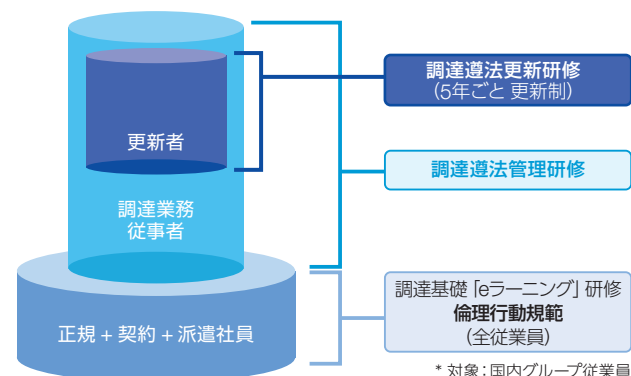 調達遵法更新研修
(5年ごと 更新制)
更新者
調達遵法管理研修
調達業務
従事者
調達基礎「eラーニング」研修
倫理行動規範
(全従業員)
正規 + 契約 + 派遣社員
* 対象:国内グループ従業員